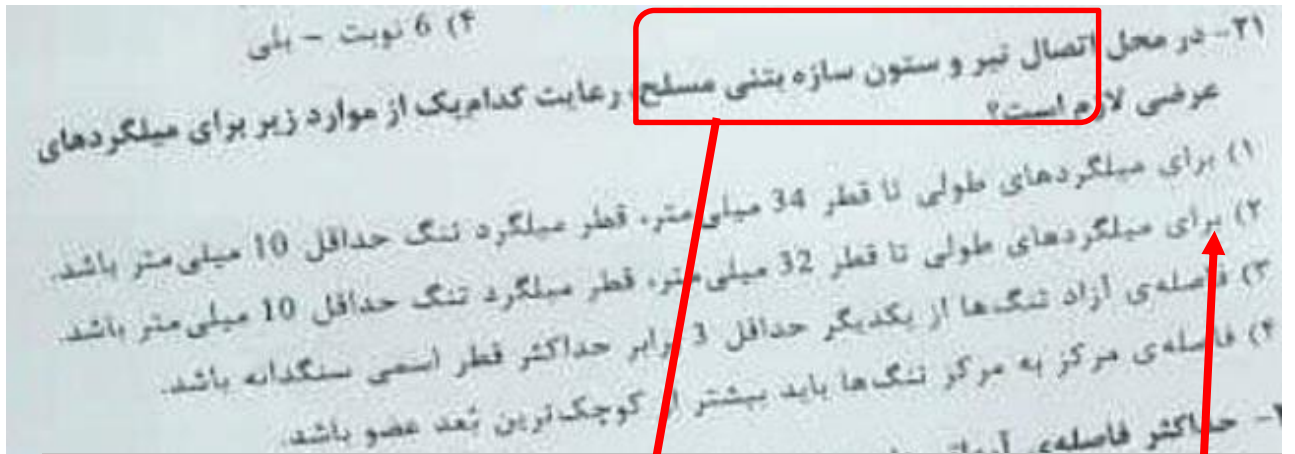 ۴) 6 نوبت - بلی
۲۱- در محل اتصال تیر و ستون سازه بتنی مسلح، رعایت کدام‌یک از موارد زیر برای میلگردهای
عرضی لازم است؟
۱) برای میلگردهای طولی تا قطر 34 میلی‌متر، قطر میلگرد تنگ حداقل 10 میلی‌متر باشد.
۲) برای میلگردهای طولی تا قطر 32 میلی‌متر، قطر میلگرد تنگ حداقل 10 میلی‌متر باشد.
۳) فاصله‌ی آزاد تنگ‌ها از یکدیگر حداقل 3 برابر حداکثر قطر اسمی سنگدانه باشد.
۴) فاصله‌ی مرکز به مرکز تنگ‌ها باید بیشتر از کوچک‌ترین بُعد عضو باشد.
- حداکثر فاصله‌ی